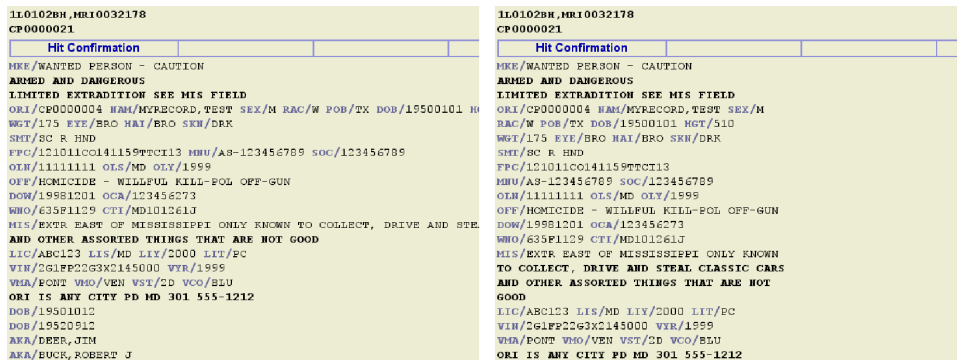 1L0102BH,MRI0032178
CP0000021
Hit Confirmation
MKE/WANTED PERSON - CAUTION
ARMED AND DANGEROUS
LIMITED EXTRADITION SEE MIS FIELD
ORI/CP0000004 NAM/MYRECORD,TEST SEX/M RAC/W POB/TX DOB/19500101
WGT/175 EYE/BRO HAI/BRO SKN/DRK
SMT/SC R HND
FPC/121011CO141159TTCI13 MNU/AS-123456789 SOC/123456789
OLN/11111111 OLS/MD OLY/1999
OFF/HOMICIDE - WILLFUL KILL-POL OFF-GUN
DOW/19981201 OCA/123456273
WNO/635F1129 CTI/MD101261J
MIS/EXTR EAST OF MISSISSIPPI ONLY KNOWN TO COLLECT, DRIVE AND STE
AND OTHER ASSORTED THINGS THAT ARE NOT GOOD
LIC/ABC123 LIS/MD LIY/2000 LIT/PC
VIN/2G1FP22G3X2145000 VYR/1999
VMA/PONT VMO/VEN VST/2D VCO/BLU
ORI IS ANY CITY PD MD 301 555-1212
DOB/19501012
DOB/19520912
AKA/DEER,JIM
AKA/BUCK,ROBERT J
1L0102BH,MRI0032178
CP0000021
Hit Confirmation
MKE/WANTED PERSON - CAUTION
ARMED AND DANGEROUS
LIMITED EXTRADITION SEE MIS FIELD
ORI/CP0000004 NAM/MYRECORD,TEST SEX/M
RAC/W POB/TX DOB/19500101 HGT/510
WGT/175 EYE/BRO HAI/BRO SKN/DRK
SMT/SC R HND
FPC/121011CO141159TTCI13
MNU/AS-123456789 SOC/123456789
OLN/11111111 OLS/MD OLY/1999
OFF/HOMICIDE - WILLFUL KILL-POL OFF-GUN
DOW/19981201 OCA/123456273
WNO/635F1129 CTI/MD101261J
MIS/EXTR EAST OF MISSISSIPPI ONLY KNOWN
TO COLLECT, DRIVE AND STEAL CLASSIC CARS
AND OTHER ASSORTED THINGS THAT ARE NOT
GOOD
LIC/ABC123 LIS/MD LIY/2000 LIT/PC
VIN/2G1FP22G3X2145000 VYR/1999
VMA/PONT VMO/VEN VST/2D VCO/BLU
ORI IS ANY CITY PD MD 301 555-1212